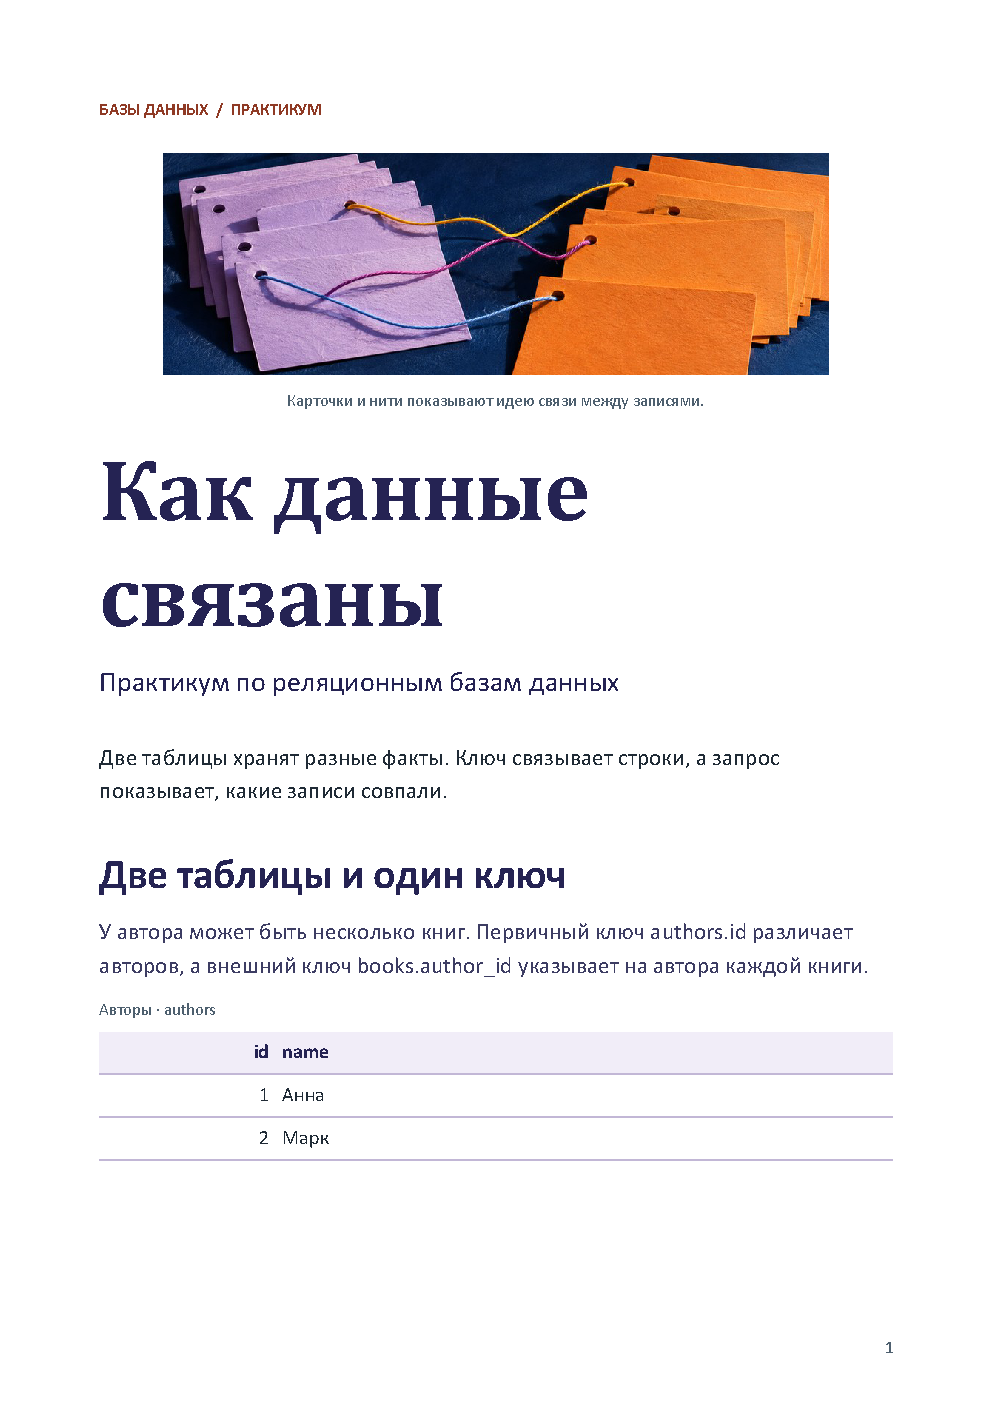 БАЗЫ ДАННЫХ / ПРАКТИКУМ
Карточки и нити показывают идею связи между записями.
Как данные
связаны
Практикум по реляционным базам данных
Две таблицы хранят разные факты. Ключ связывает строки, а запрос
показывает, какие записи совпали.
Две таблицы и один ключ
У автора может быть несколько книг. Первичный ключ authors.id различает
авторов, а внешний ключ books.author_id указывает на автора каждой книги.
Авторы · authors
id name
1 Анна
2 Марк
1